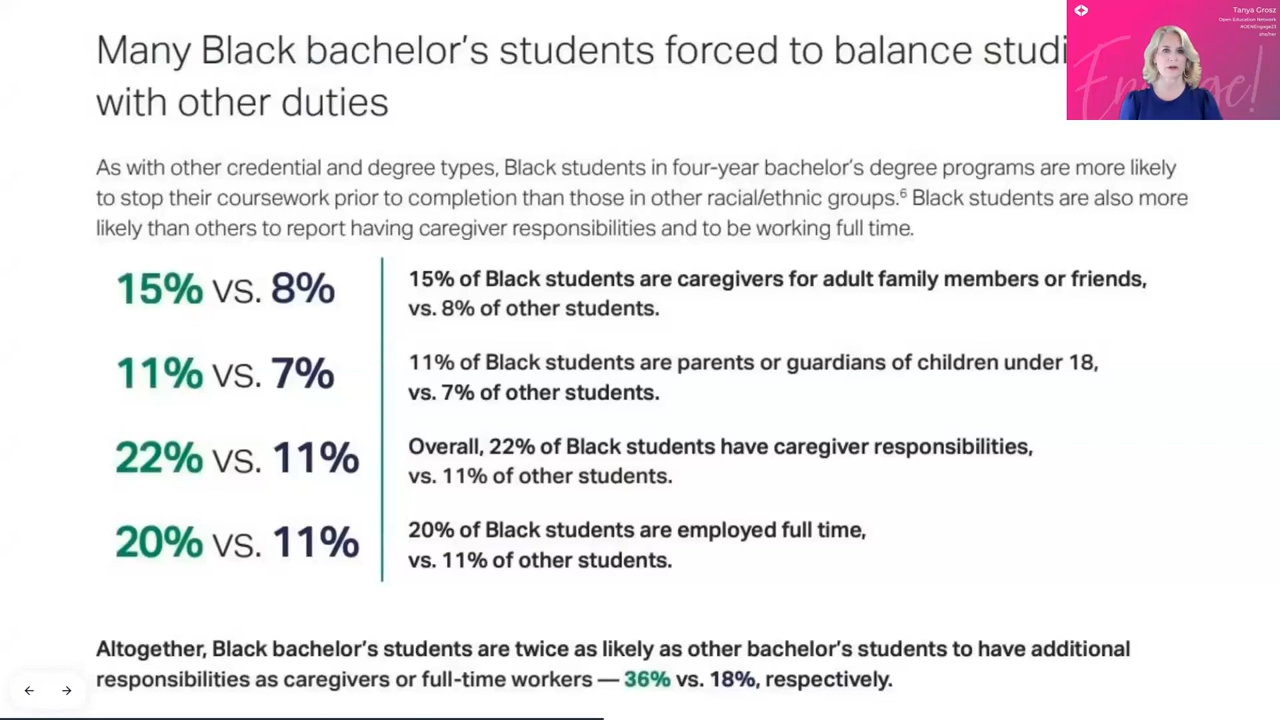 Many Black bachelor's students forced to balance studi
with other duties
Tanya Grosz
Open Education Network
#OENEngage23
she/her
Engage!
As with other credential and degree types, Black students in four-year bachelor's degree programs are more likely
to stop their coursework prior to completion than those in other racial/ethnic groups.⁶ Black students are also more
likely than others to report having caregiver responsibilities and to be working full time.
15% VS. 8%
15% of Black students are caregivers for adult family members or friends,
vs. 8% of other students.
11% VS. 7%
11% of Black students are parents or guardians of children under 18,
vs. 7% of other students.
22% VS. 11%
Overall, 22% of Black students have caregiver responsibilities,
vs. 11% of other students.
20% VS. 11%
20% of Black students are employed full time,
vs. 11% of other students.
Altogether, Black bachelor's students are twice as likely as other bachelor's students to have additional
responsibilities as caregivers or full-time workers — 36% vs. 18%, respectively.